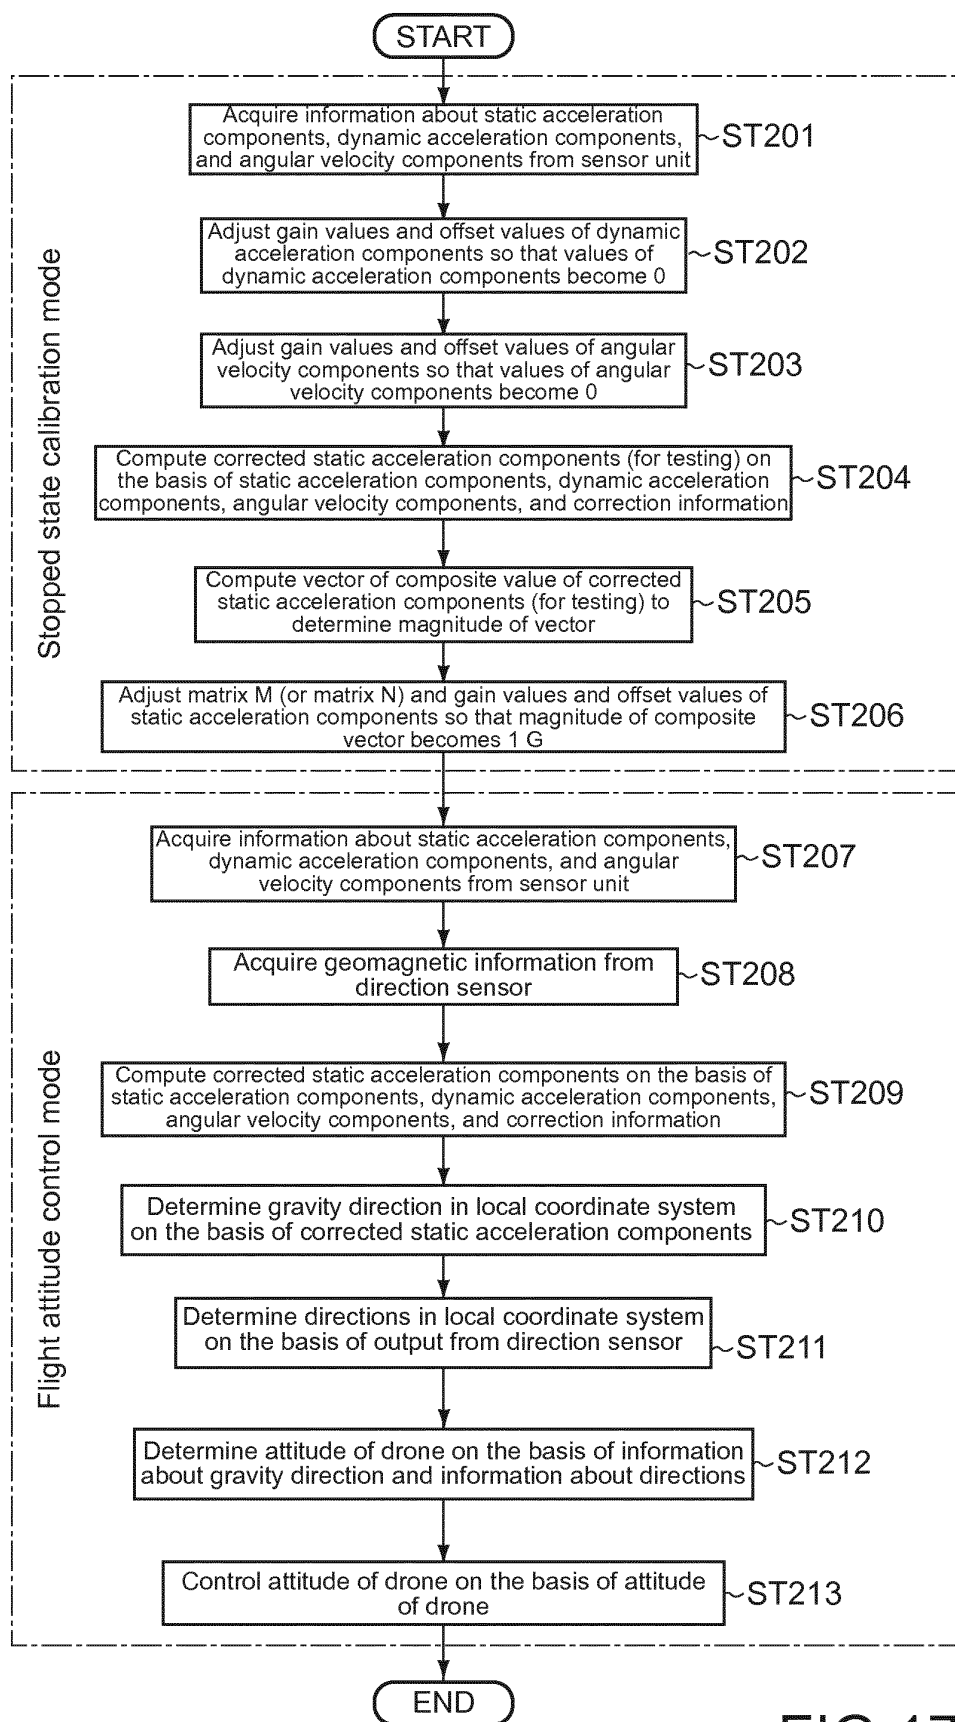 START
Stopped state calibration mode
Acquire information about static acceleration
components, dynamic acceleration components,
and angular velocity components from sensor unit
ST201
Adjust gain values and offset values of dynamic
acceleration components so that values of
dynamic acceleration components become 0
ST202
Adjust gain values and offset values of angular
velocity components so that values of angular
velocity components become 0
ST203
Compute corrected static acceleration components (for testing) on
the basis of static acceleration components, dynamic acceleration
components, angular velocity components, and correction information
ST204
Compute vector of composite value of corrected
static acceleration components (for testing) to
determine magnitude of vector
ST205
Adjust matrix M (or matrix N) and gain values and offset values of
static acceleration components so that magnitude of composite
vector becomes 1 G
ST206
Flight attitude control mode
Acquire information about static acceleration components,
dynamic acceleration components, and angular
velocity components from sensor unit
ST207
Acquire geomagnetic information from
direction sensor
ST208
Compute corrected static acceleration components on the basis of
static acceleration components, dynamic acceleration components,
angular velocity components, and correction information
ST209
Determine gravity direction in local coordinate system
on the basis of corrected static acceleration components
ST210
Determine directions in local coordinate system
on the basis of output from direction sensor
ST211
Determine attitude of drone on the basis of information
about gravity direction and information about directions
ST212
Control attitude of drone on the basis of attitude
of drone
ST213
END